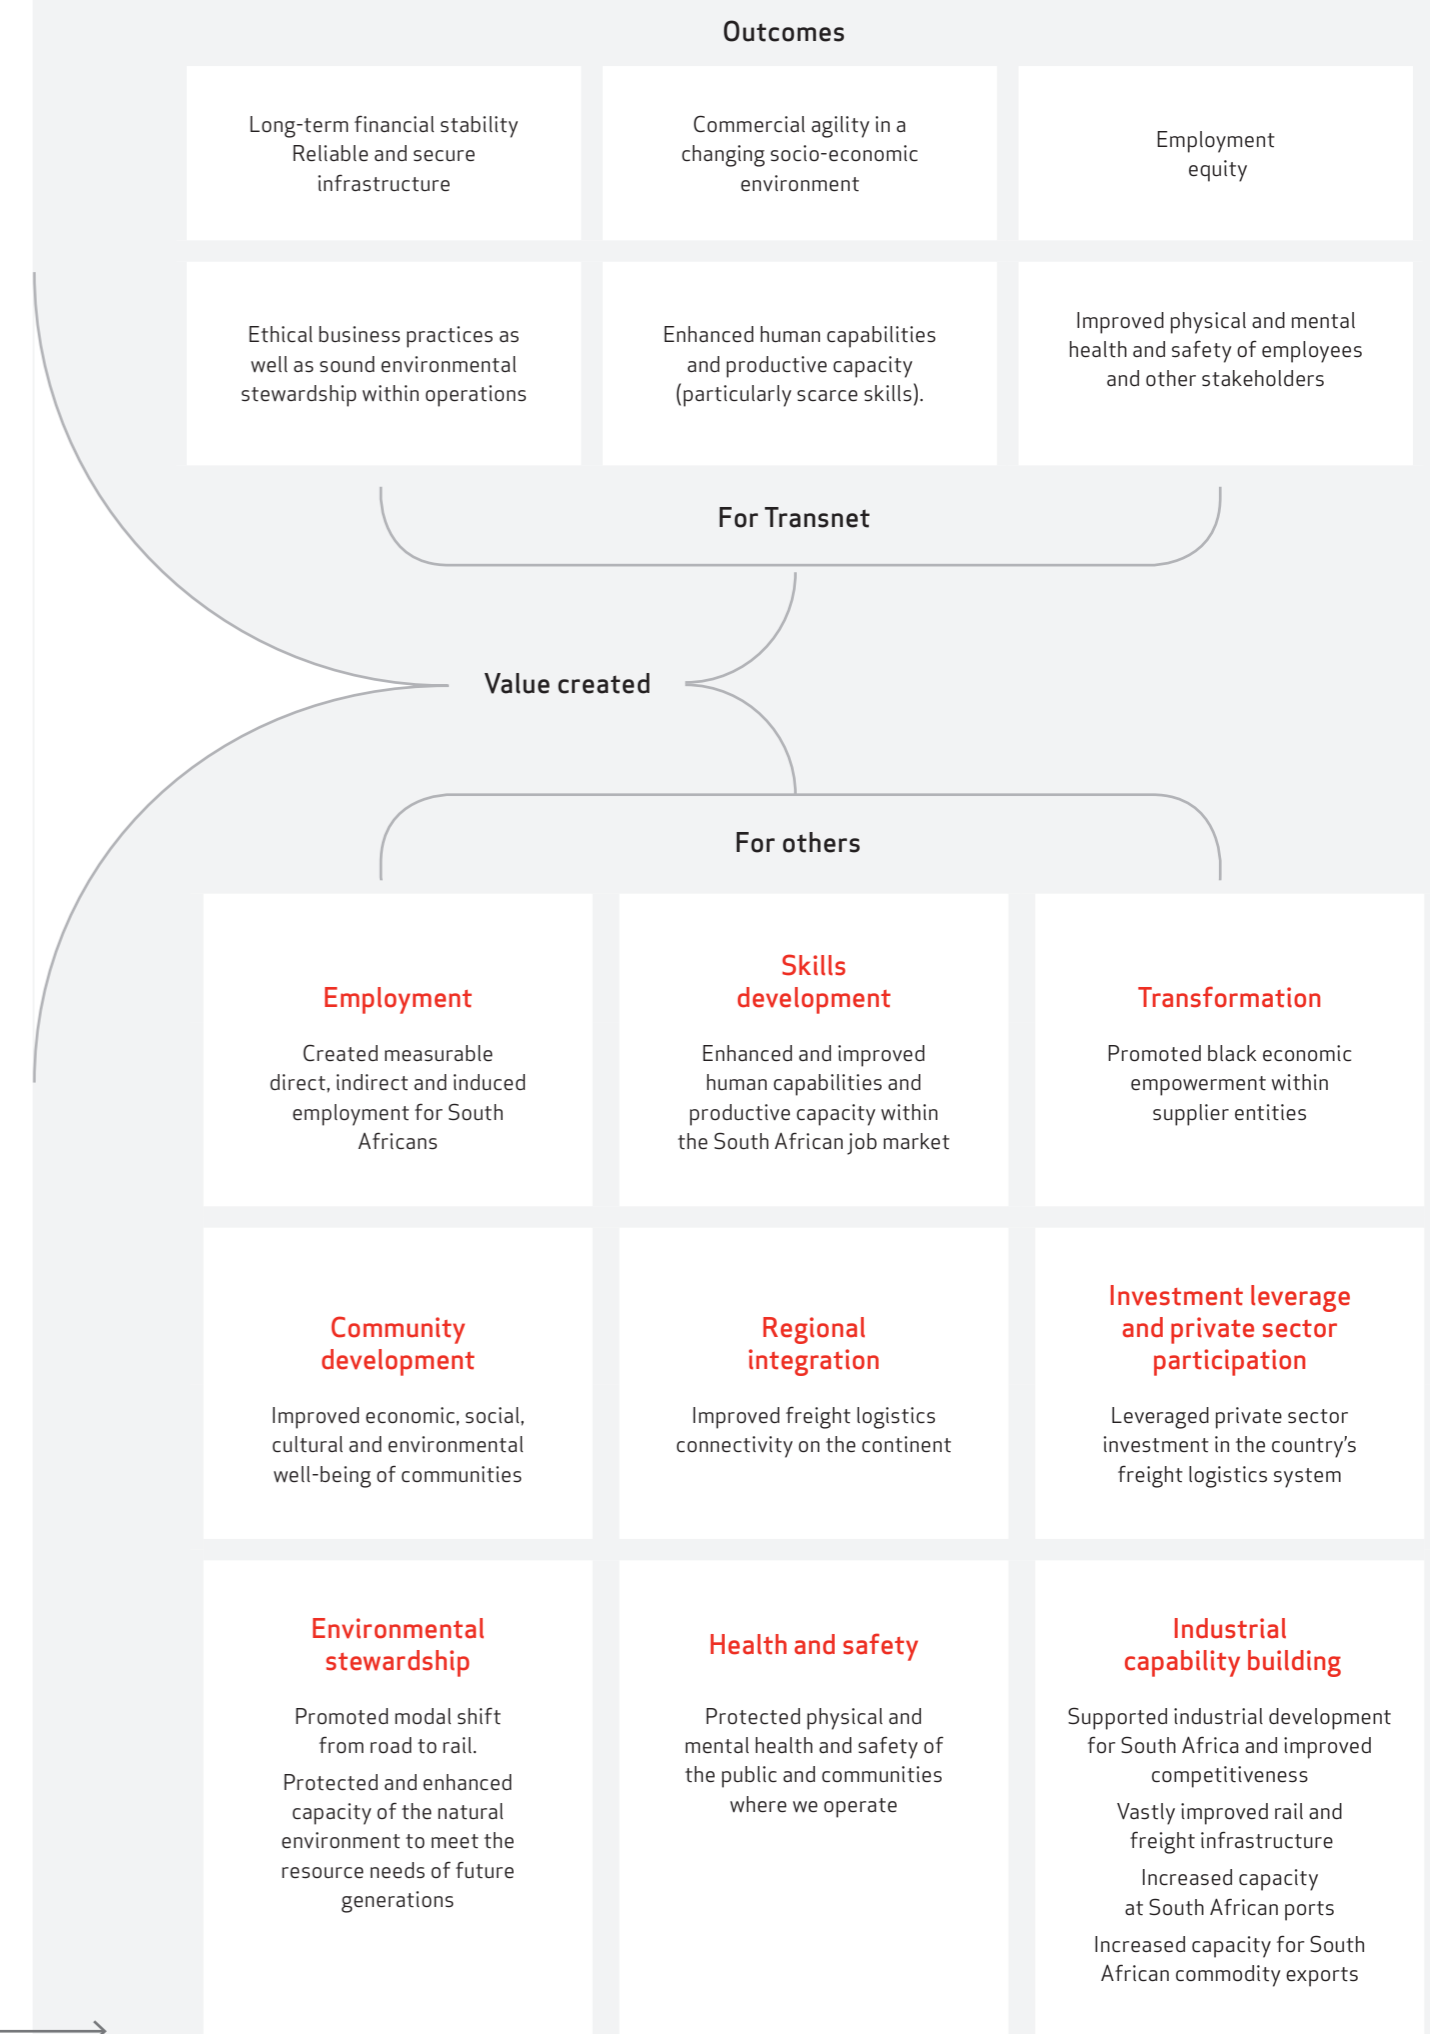 Outcomes
Long-term financial stability
Reliable and secure
infrastructure
Commercial agility in a
changing socio-economic
environment
Employment
equity
Ethical business practices as
well as sound environmental
stewardship within operations
Enhanced human capabilities
and productive capacity
(particularly scarce skills).
Improved physical and mental
health and safety of employees
and other stakeholders
For Transnet
Value created
For others
Employment
Created measurable
direct, indirect and induced
employment for South
Africans
Skills
development
Enhanced and improved
human capabilities and
productive capacity within
the South African job market
Transformation
Promoted black economic
empowerment within
supplier entities
Community
development
Improved economic, social,
cultural and environmental
well-being of communities
Regional
integration
Improved freight logistics
connectivity on the continent
Investment leverage
and private sector
participation
Leveraged private sector
investment in the country's
freight logistics system
Environmental
stewardship
Promoted modal shift
from road to rail.
Protected and enhanced
capacity of the natural
environment to meet the
resource needs of future
generations
Health and safety
Protected physical and
mental health and safety of
the public and communities
where we operate
Industrial
capability building
Supported industrial development
for South Africa and improved
competitiveness
Vastly improved rail and
freight infrastructure
Increased capacity
at South African ports
Increased capacity for South
African commodity exports